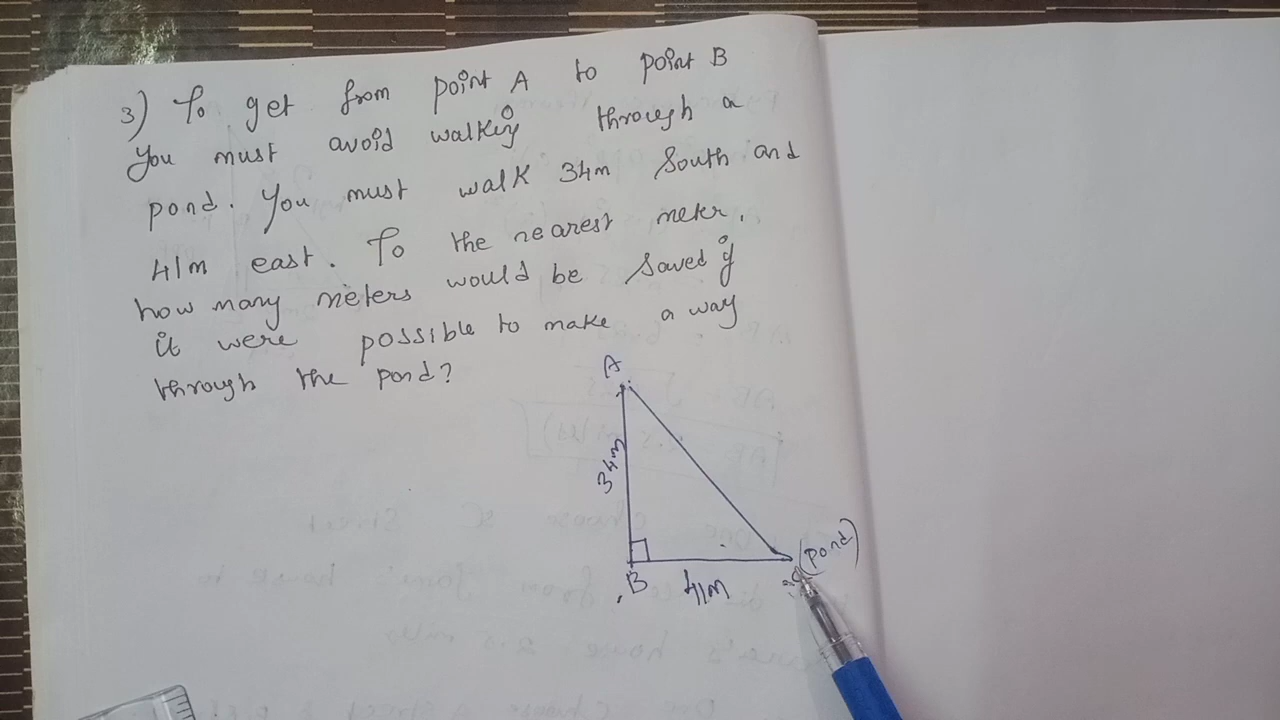 3) To get from point A to point B
You must avoid walking through a
pond. You must walk 34m South and
41m east. To the nearest meter,
how many meters would be saved if
it were possible to make a way
through the pond?
A
34m
B
41m
(pond)